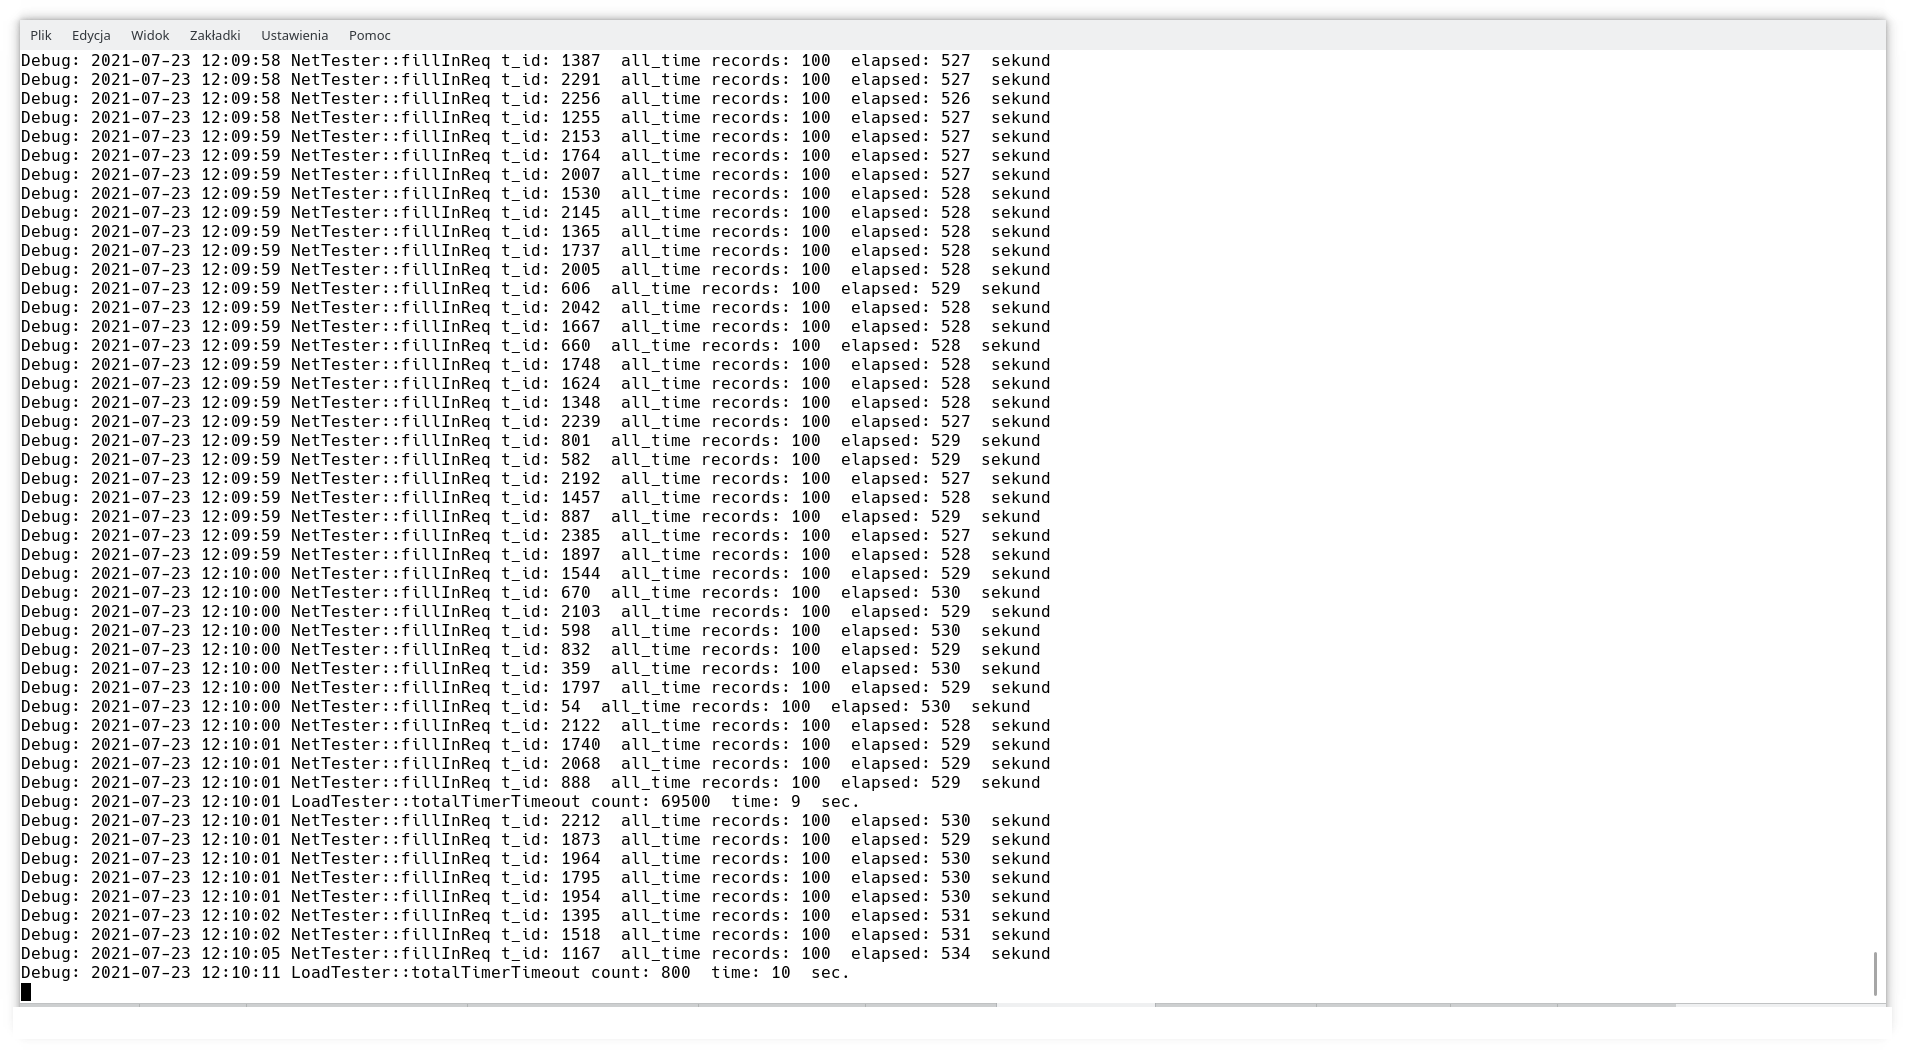 Plik Edycja Widok Zakładki Ustawienia Pomoc
Debug: 2021-07-23 12:09:58 NetTester::fillInReq t_id: 1387  all_time records: 100  elapsed: 527  sekund
Debug: 2021-07-23 12:09:58 NetTester::fillInReq t_id: 2291  all_time records: 100  elapsed: 527  sekund
Debug: 2021-07-23 12:09:58 NetTester::fillInReq t_id: 2256  all_time records: 100  elapsed: 526  sekund
Debug: 2021-07-23 12:09:58 NetTester::fillInReq t_id: 1255  all_time records: 100  elapsed: 527  sekund
Debug: 2021-07-23 12:09:59 NetTester::fillInReq t_id: 2153  all_time records: 100  elapsed: 527  sekund
Debug: 2021-07-23 12:09:59 NetTester::fillInReq t_id: 1764  all_time records: 100  elapsed: 527  sekund
Debug: 2021-07-23 12:09:59 NetTester::fillInReq t_id: 2007  all_time records: 100  elapsed: 527  sekund
Debug: 2021-07-23 12:09:59 NetTester::fillInReq t_id: 1530  all_time records: 100  elapsed: 528  sekund
Debug: 2021-07-23 12:09:59 NetTester::fillInReq t_id: 2145  all_time records: 100  elapsed: 528  sekund
Debug: 2021-07-23 12:09:59 NetTester::fillInReq t_id: 1365  all_time records: 100  elapsed: 528  sekund
Debug: 2021-07-23 12:09:59 NetTester::fillInReq t_id: 1737  all_time records: 100  elapsed: 528  sekund
Debug: 2021-07-23 12:09:59 NetTester::fillInReq t_id: 2005  all_time records: 100  elapsed: 528  sekund
Debug: 2021-07-23 12:09:59 NetTester::fillInReq t_id: 606  all_time records: 100  elapsed: 529  sekund
Debug: 2021-07-23 12:09:59 NetTester::fillInReq t_id: 2042  all_time records: 100  elapsed: 528  sekund
Debug: 2021-07-23 12:09:59 NetTester::fillInReq t_id: 1667  all_time records: 100  elapsed: 528  sekund
Debug: 2021-07-23 12:09:59 NetTester::fillInReq t_id: 660  all_time records: 100  elapsed: 528  sekund
Debug: 2021-07-23 12:09:59 NetTester::fillInReq t_id: 1748  all_time records: 100  elapsed: 528  sekund
Debug: 2021-07-23 12:09:59 NetTester::fillInReq t_id: 1624  all_time records: 100  elapsed: 528  sekund
Debug: 2021-07-23 12:09:59 NetTester::fillInReq t_id: 1348  all_time records: 100  elapsed: 528  sekund
Debug: 2021-07-23 12:09:59 NetTester::fillInReq t_id: 2239  all_time records: 100  elapsed: 527  sekund
Debug: 2021-07-23 12:09:59 NetTester::fillInReq t_id: 801  all_time records: 100  elapsed: 529  sekund
Debug: 2021-07-23 12:09:59 NetTester::fillInReq t_id: 582  all_time records: 100  elapsed: 529  sekund
Debug: 2021-07-23 12:09:59 NetTester::fillInReq t_id: 2192  all_time records: 100  elapsed: 527  sekund
Debug: 2021-07-23 12:09:59 NetTester::fillInReq t_id: 1457  all_time records: 100  elapsed: 528  sekund
Debug: 2021-07-23 12:09:59 NetTester::fillInReq t_id: 887  all_time records: 100  elapsed: 529  sekund
Debug: 2021-07-23 12:09:59 NetTester::fillInReq t_id: 2385  all_time records: 100  elapsed: 527  sekund
Debug: 2021-07-23 12:09:59 NetTester::fillInReq t_id: 1897  all_time records: 100  elapsed: 528  sekund
Debug: 2021-07-23 12:10:00 NetTester::fillInReq t_id: 1544  all_time records: 100  elapsed: 529  sekund
Debug: 2021-07-23 12:10:00 NetTester::fillInReq t_id: 670  all_time records: 100  elapsed: 530  sekund
Debug: 2021-07-23 12:10:00 NetTester::fillInReq t_id: 2103  all_time records: 100  elapsed: 529  sekund
Debug: 2021-07-23 12:10:00 NetTester::fillInReq t_id: 598  all_time records: 100  elapsed: 530  sekund
Debug: 2021-07-23 12:10:00 NetTester::fillInReq t_id: 832  all_time records: 100  elapsed: 529  sekund
Debug: 2021-07-23 12:10:00 NetTester::fillInReq t_id: 359  all_time records: 100  elapsed: 530  sekund
Debug: 2021-07-23 12:10:00 NetTester::fillInReq t_id: 1797  all_time records: 100  elapsed: 529  sekund
Debug: 2021-07-23 12:10:00 NetTester::fillInReq t_id: 54  all_time records: 100  elapsed: 530  sekund
Debug: 2021-07-23 12:10:00 NetTester::fillInReq t_id: 2122  all_time records: 100  elapsed: 528  sekund
Debug: 2021-07-23 12:10:01 NetTester::fillInReq t_id: 1740  all_time records: 100  elapsed: 529  sekund
Debug: 2021-07-23 12:10:01 NetTester::fillInReq t_id: 2068  all_time records: 100  elapsed: 529  sekund
Debug: 2021-07-23 12:10:01 NetTester::fillInReq t_id: 888  all_time records: 100  elapsed: 529  sekund
Debug: 2021-07-23 12:10:01 LoadTester::totalTimerTimeout count: 69500  time: 9  sec.
Debug: 2021-07-23 12:10:01 NetTester::fillInReq t_id: 2212  all_time records: 100  elapsed: 530  sekund
Debug: 2021-07-23 12:10:01 NetTester::fillInReq t_id: 1873  all_time records: 100  elapsed: 529  sekund
Debug: 2021-07-23 12:10:01 NetTester::fillInReq t_id: 1964  all_time records: 100  elapsed: 530  sekund
Debug: 2021-07-23 12:10:01 NetTester::fillInReq t_id: 1795  all_time records: 100  elapsed: 530  sekund
Debug: 2021-07-23 12:10:01 NetTester::fillInReq t_id: 1954  all_time records: 100  elapsed: 530  sekund
Debug: 2021-07-23 12:10:02 NetTester::fillInReq t_id: 1395  all_time records: 100  elapsed: 531  sekund
Debug: 2021-07-23 12:10:02 NetTester::fillInReq t_id: 1518  all_time records: 100  elapsed: 531  sekund
Debug: 2021-07-23 12:10:05 NetTester::fillInReq t_id: 1167  all_time records: 100  elapsed: 534  sekund
Debug: 2021-07-23 12:10:11 LoadTester::totalTimerTimeout count: 800  time: 10  sec.